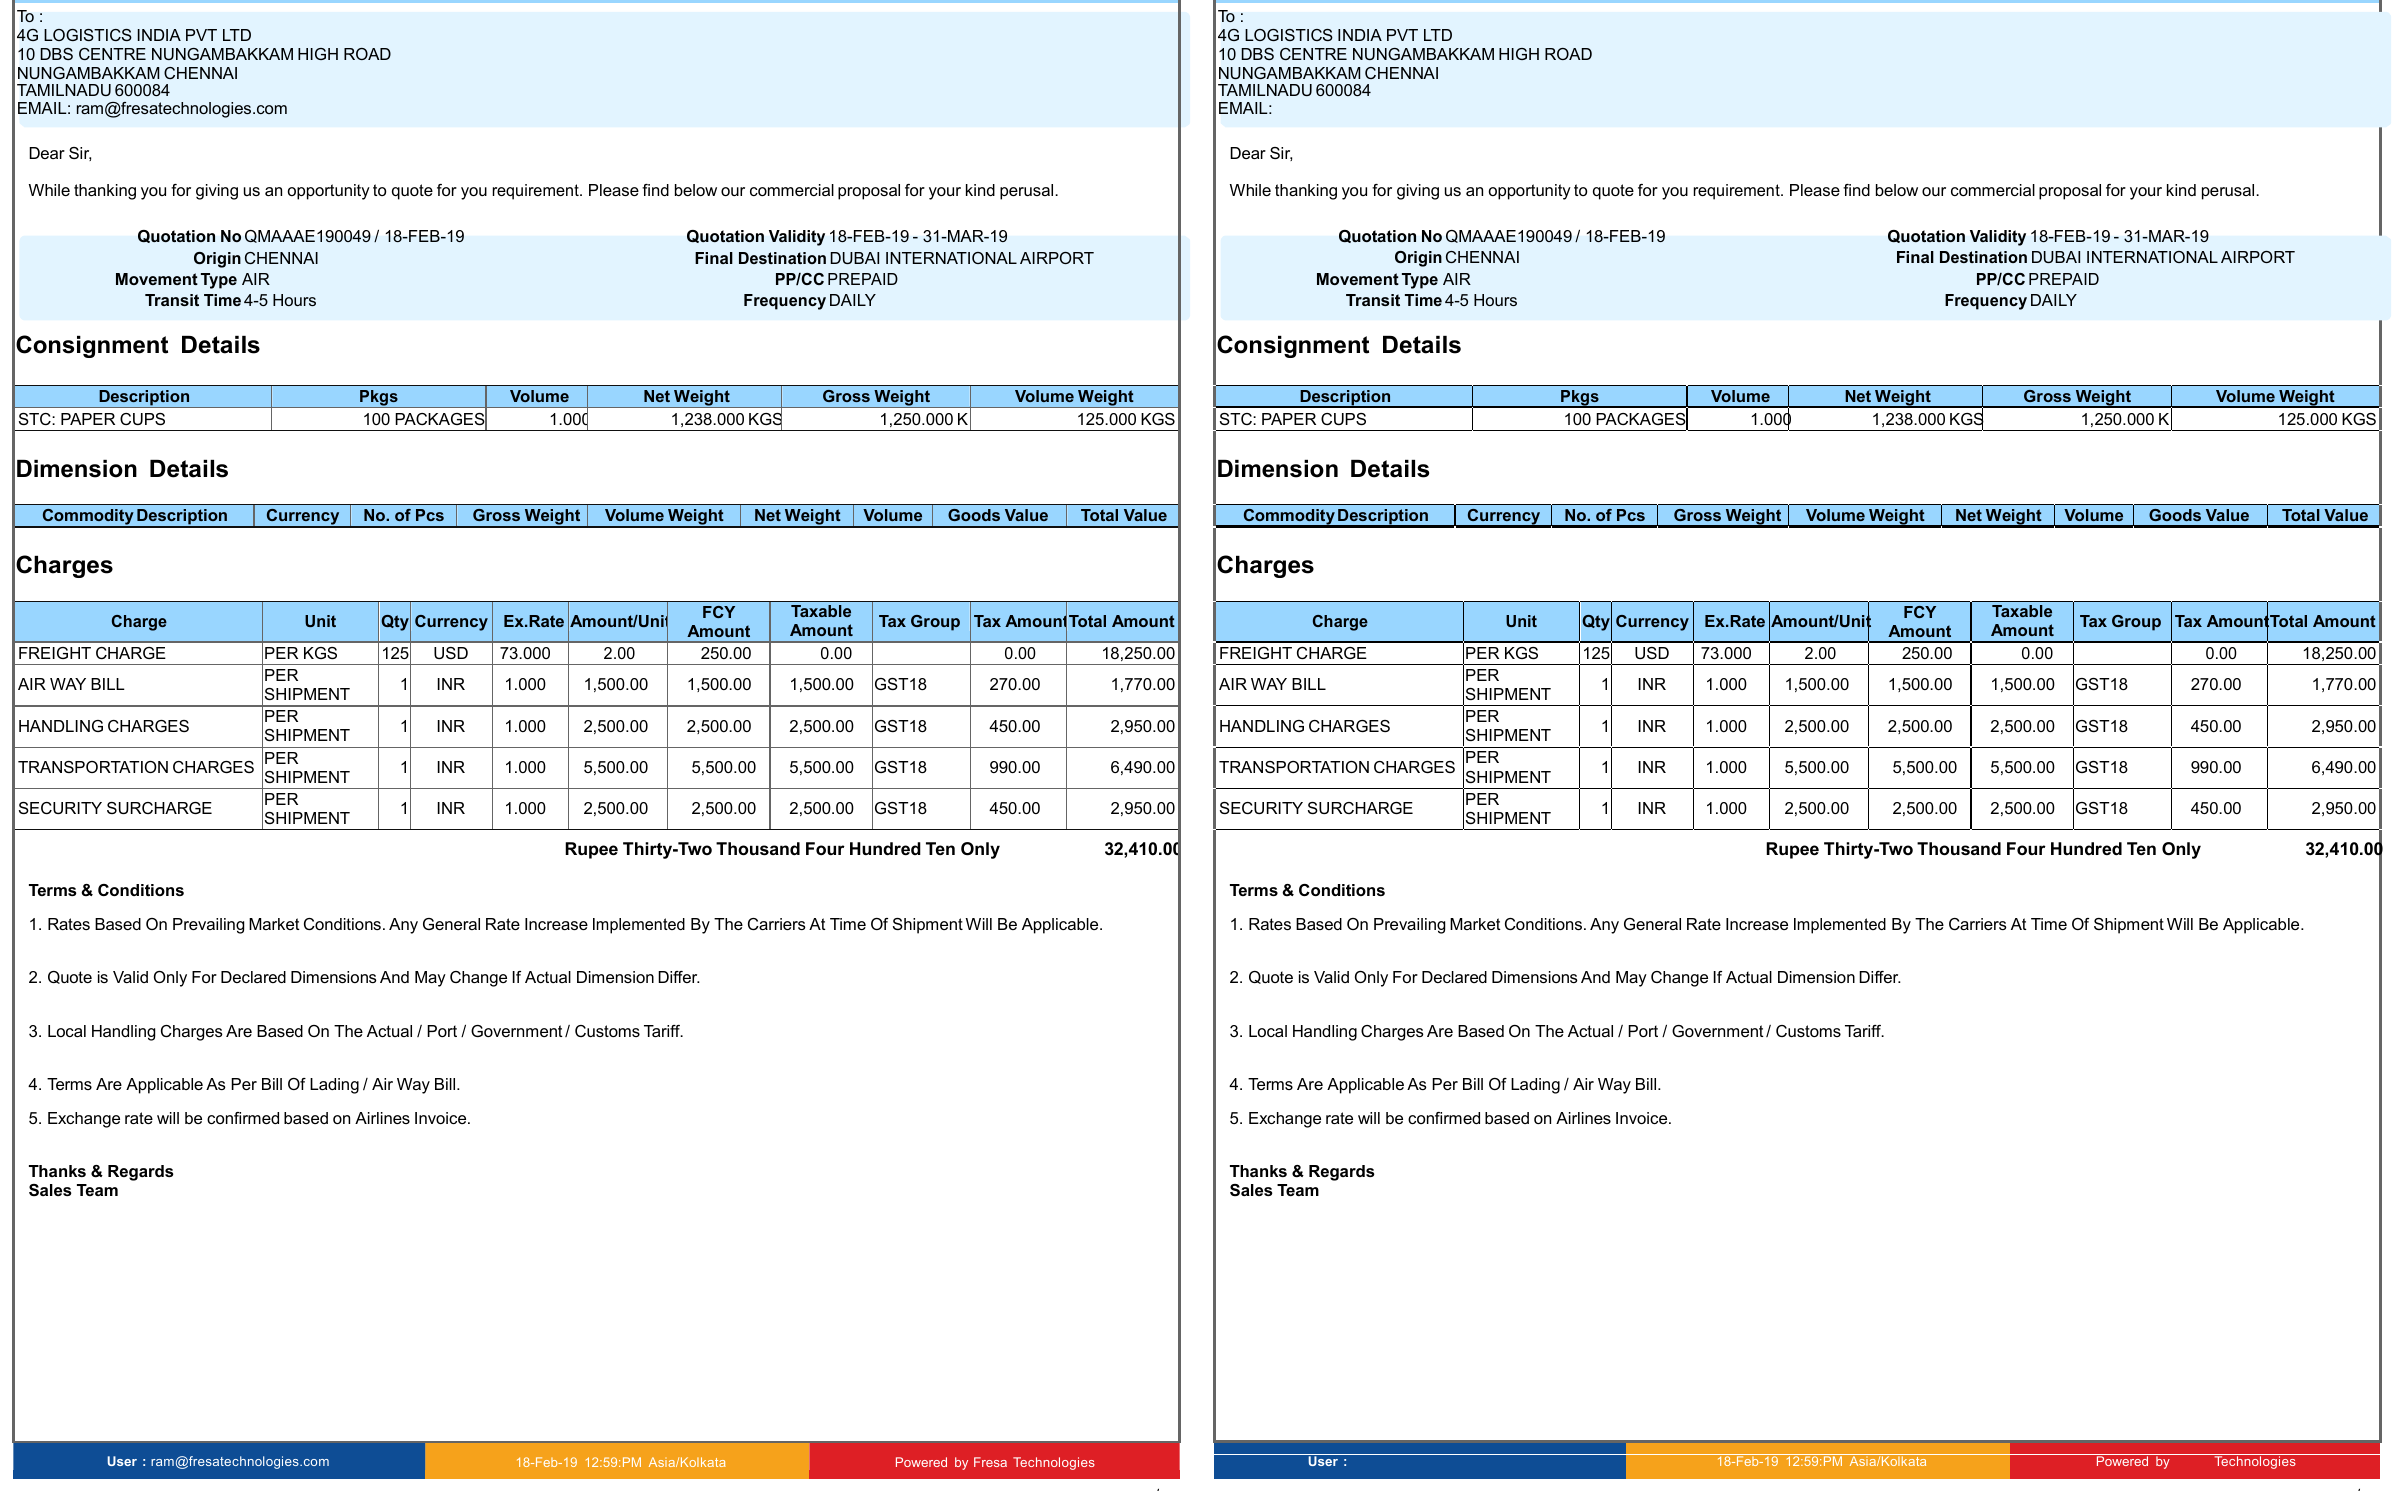 To :
4G LOGISTICS INDIA PVT LTD
10 DBS CENTRE NUNGAMBAKKAM HIGH ROAD
NUNGAMBAKKAM CHENNAI
TAMILNADU 600084
EMAIL: ram@fresatechnologies.com
Dear Sir,
While thanking you for giving us an opportunity to quote for you requirement. Please find below our commercial proposal for your kind perusal.
Quotation No QMAAAE190049 / 18-FEB-19 Quotation Validity 18-FEB-19 - 31-MAR-19
Origin CHENNAI Final Destination DUBAI INTERNATIONAL AIRPORT
Movement Type AIR PP/CC PREPAID
Transit Time 4-5 Hours Frequency DAILY
Consignment Details
Description Pkgs Volume Net Weight Gross Weight Volume Weight
STC: PAPER CUPS 100 PACKAGES 1.000 1,238.000 KGS 1,250.000 K 125.000 KGS
Dimension Details
Commodity Description Currency No. of Pcs Gross Weight Volume Weight Net Weight Volume Goods Value Total Value
Charges
Charge Unit Qty Currency Ex.Rate Amount/Unit FCY Amount Taxable Amount Tax Group Tax Amount Total Amount
FREIGHT CHARGE PER KGS 125 USD 73.000 2.00 250.00 0.00 0.00 18,250.00
AIR WAY BILL PER SHIPMENT 1 INR 1.000 1,500.00 1,500.00 1,500.00 GST18 270.00 1,770.00
HANDLING CHARGES PER SHIPMENT 1 INR 1.000 2,500.00 2,500.00 2,500.00 GST18 450.00 2,950.00
TRANSPORTATION CHARGES PER SHIPMENT 1 INR 1.000 5,500.00 5,500.00 5,500.00 GST18 990.00 6,490.00
SECURITY SURCHARGE PER SHIPMENT 1 INR 1.000 2,500.00 2,500.00 2,500.00 GST18 450.00 2,950.00
Rupee Thirty-Two Thousand Four Hundred Ten Only 32,410.00
Terms & Conditions
1. Rates Based On Prevailing Market Conditions. Any General Rate Increase Implemented By The Carriers At Time Of Shipment Will Be Applicable.
2. Quote is Valid Only For Declared Dimensions And May Change If Actual Dimension Differ.
3. Local Handling Charges Are Based On The Actual / Port / Government / Customs Tariff.
4. Terms Are Applicable As Per Bill Of Lading / Air Way Bill.
5. Exchange rate will be confirmed based on Airlines Invoice.
Thanks & Regards
Sales Team
User : ram@fresatechnologies.com 18-Feb-19 12:59:PM Asia/Kolkata Powered by Fresa Technologies
To :
4G LOGISTICS INDIA PVT LTD
10 DBS CENTRE NUNGAMBAKKAM HIGH ROAD
NUNGAMBAKKAM CHENNAI
TAMILNADU 600084
EMAIL:
Dear Sir,
While thanking you for giving us an opportunity to quote for you requirement. Please find below our commercial proposal for your kind perusal.
Quotation No QMAAAE190049 / 18-FEB-19 Quotation Validity 18-FEB-19 - 31-MAR-19
Origin CHENNAI Final Destination DUBAI INTERNATIONAL AIRPORT
Movement Type AIR PP/CC PREPAID
Transit Time 4-5 Hours Frequency DAILY
Consignment Details
Description Pkgs Volume Net Weight Gross Weight Volume Weight
STC: PAPER CUPS 100 PACKAGES 1.000 1,238.000 KGS 1,250.000 K 125.000 KGS
Dimension Details
Commodity Description Currency No. of Pcs Gross Weight Volume Weight Net Weight Volume Goods Value Total Value
Charges
Charge Unit Qty Currency Ex.Rate Amount/Unit FCY Amount Taxable Amount Tax Group Tax Amount Total Amount
FREIGHT CHARGE PER KGS 125 USD 73.000 2.00 250.00 0.00 0.00 18,250.00
AIR WAY BILL PER SHIPMENT 1 INR 1.000 1,500.00 1,500.00 1,500.00 GST18 270.00 1,770.00
HANDLING CHARGES PER SHIPMENT 1 INR 1.000 2,500.00 2,500.00 2,500.00 GST18 450.00 2,950.00
TRANSPORTATION CHARGES PER SHIPMENT 1 INR 1.000 5,500.00 5,500.00 5,500.00 GST18 990.00 6,490.00
SECURITY SURCHARGE PER SHIPMENT 1 INR 1.000 2,500.00 2,500.00 2,500.00 GST18 450.00 2,950.00
Rupee Thirty-Two Thousand Four Hundred Ten Only 32,410.00
Terms & Conditions
1. Rates Based On Prevailing Market Conditions. Any General Rate Increase Implemented By The Carriers At Time Of Shipment Will Be Applicable.
2. Quote is Valid Only For Declared Dimensions And May Change If Actual Dimension Differ.
3. Local Handling Charges Are Based On The Actual / Port / Government / Customs Tariff.
4. Terms Are Applicable As Per Bill Of Lading / Air Way Bill.
5. Exchange rate will be confirmed based on Airlines Invoice.
Thanks & Regards
Sales Team
User : 18-Feb-19 12:59:PM Asia/Kolkata Powered by Technologies